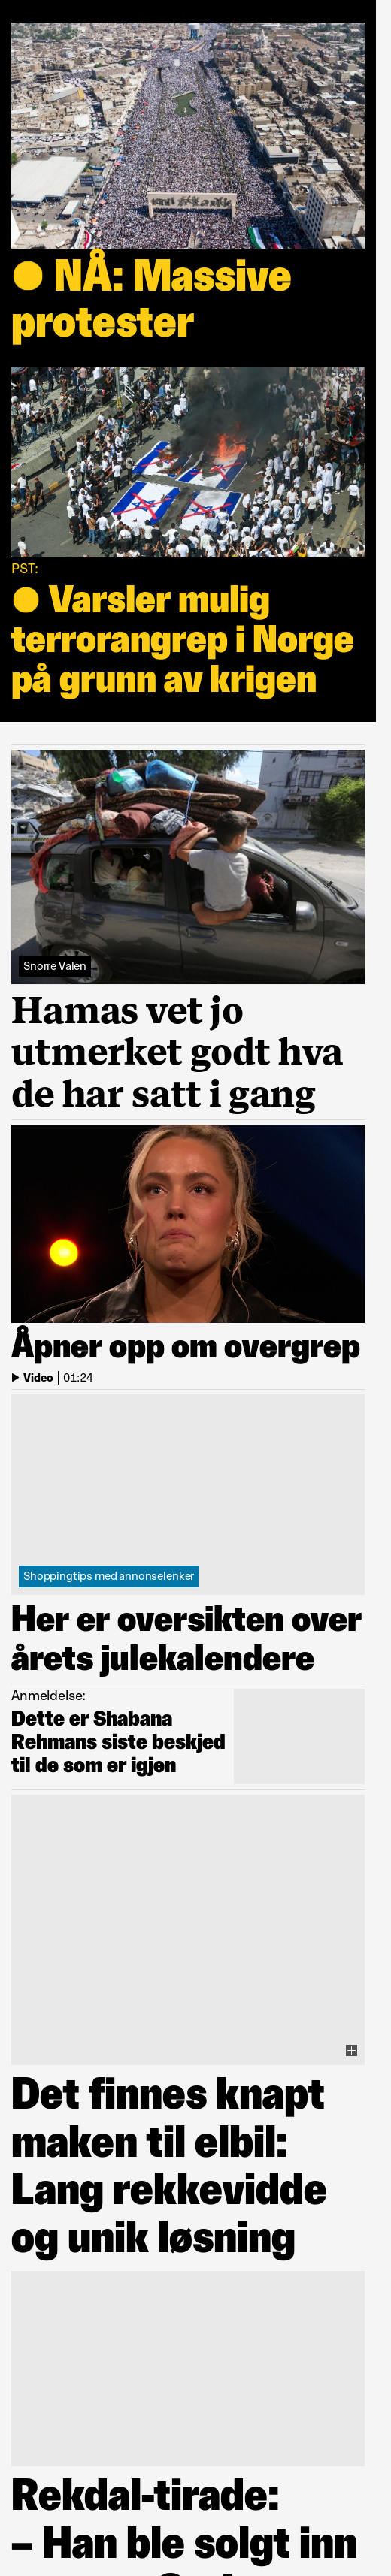 NÅ: Massive
protester
PST:
Varsler mulig
terrorangrep i Norge
på grunn av krigen
Snorre Valen
Hamas vet jo
utmerket godt hva
de har satt i gang
Åpner opp om overgrep
Video | 01:24
Shoppingtips med annonselenker
Her er oversikten over
årets julekalendere
Anmeldelse:
Dette er Shabana
Rehmans siste beskjed
til de som er igjen
Det finnes knapt
maken til elbil:
Lang rekkevidde
og unik løsning
Rekdal-tirade:
– Han ble solgt inn